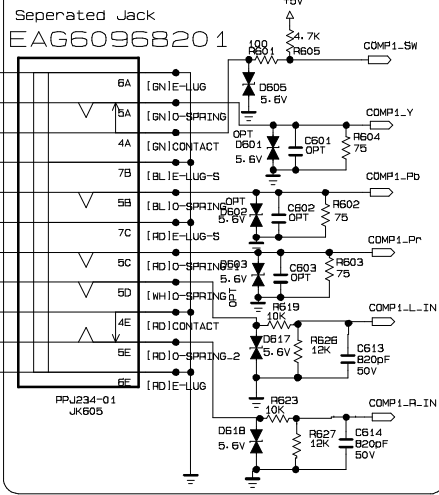 +5V
Seperated Jack
EAG60968201
4.7K
R605
100
R601
COMP1_SW
D605
5.6V
6A [GN]E-LUG
5A [GN]O-SPRING
4A [GN]CONTACT
7B [BL]E-LUG-S
5B [BL]O-SPRING
7C [RD]E-LUG-S
5C [RD]O-SPRING_1
5D [WH]O-SPRING
4E [RD]CONTACT
5E [RD]O-SPRING_2
6E [RD]E-LUG
PPJ234-01
JK605
COMP1_Y
OPT
D601
5.6V
C601
OPT
R604
75
COMP1_Pb
OPT
D602
5.6V
C602
OPT
R602
75
COMP1_Pr
D603
5.6V
OPT
C603
OPT
R603
75
COMP1_L_IN
R619
10K
D617
5.6V
R626
12K
C613
820pF
50V
COMP1_R_IN
R623
10K
D618
5.6V
R627
12K
C614
820pF
50V